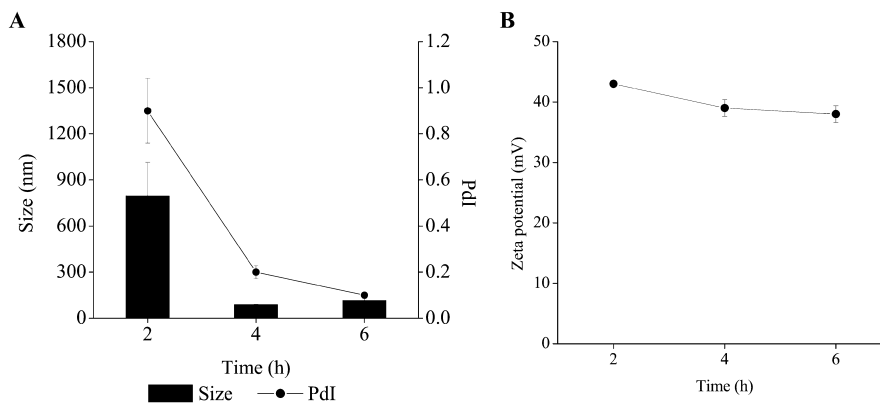 A
1800
1500
1200
900
600
300
0
Size (nm)
1.2
1.0
0.8
0.6
0.4
0.2
0.0
PdI
2 4 6
Time (h)
Size PdI
B
50
40
30
20
10
0
Zeta potential (mV)
2 4 6
Time (h)